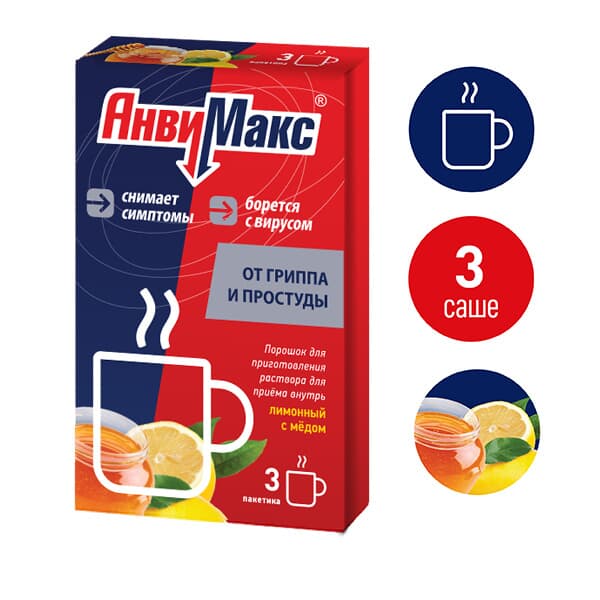 3
АнвиМакс®
снимает
симптомы
борется
с вирусом
ОТ ГРИППА
И ПРОСТУДЫ
Порошок для
приготовления
раствора для
приёма внутрь
лимонный
с мёдом
3
пакетика
3
саше